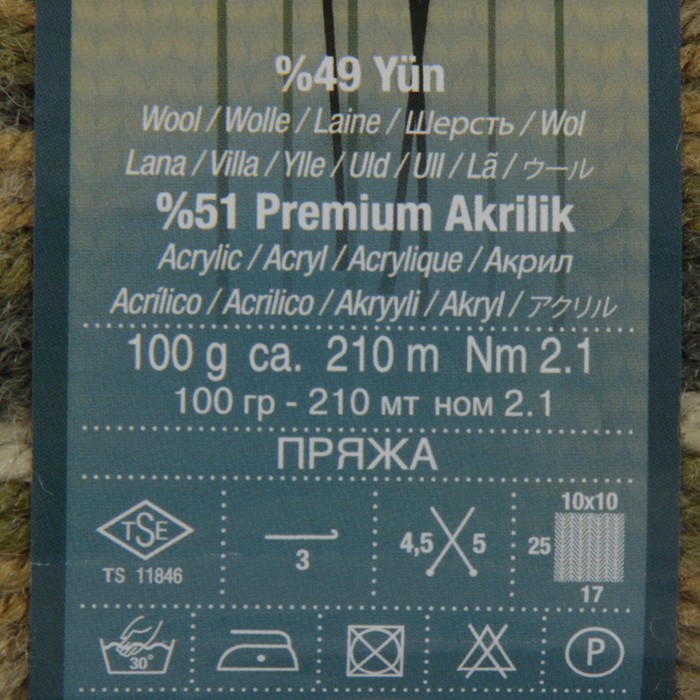 %49 Yün
Wool / Wolle / Laine / Шерсть / Wol
Lana / Villa / Ylle / Uld / Ull / Lã / ウール
%51 Premium Akrilik
Acrylic / Acryl / Acrylique / Акрил
Acrílico / Acrilico / Akryyli / Akryl / アクリル
100 g ca. 210 m Nm 2.1
100 гр - 210 мт ном 2.1
ПРЯЖА
TSE
TS 11846
3
4,5 5
10x10
25
17
30°
P